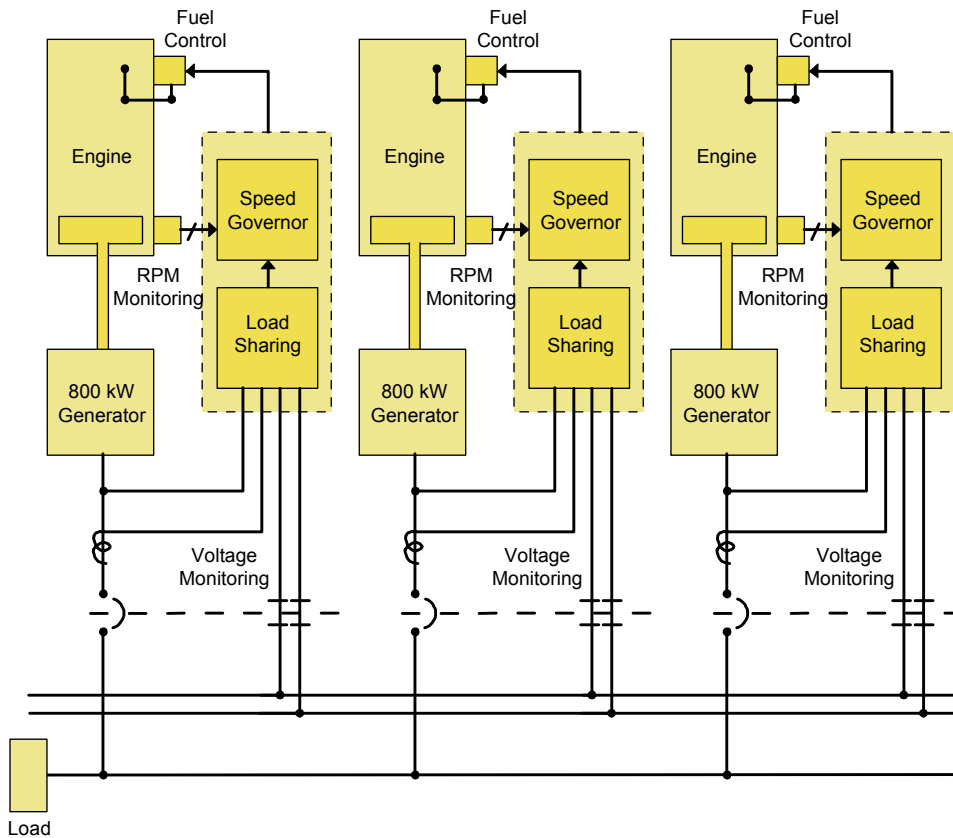 Fuel
Control
Engine
Speed
Governor
RPM
Monitoring
Load
Sharing
800 kW
Generator
Voltage
Monitoring
Fuel
Control
Engine
Speed
Governor
RPM
Monitoring
Load
Sharing
800 kW
Generator
Voltage
Monitoring
Fuel
Control
Engine
Speed
Governor
RPM
Monitoring
Load
Sharing
800 kW
Generator
Voltage
Monitoring
Load